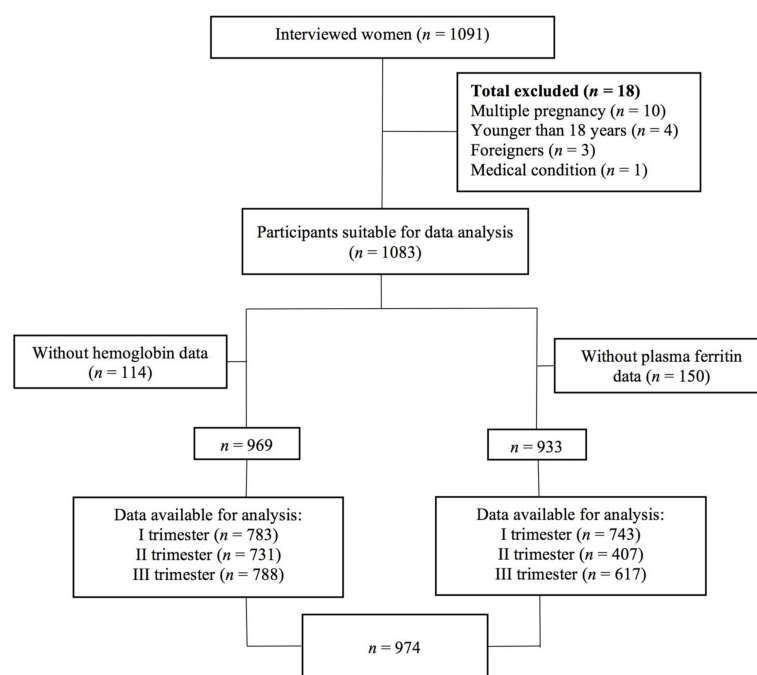 Interviewed women (n = 1091)
Total excluded (n = 18)
Multiple pregnancy (n = 10)
Younger than 18 years (n = 4)
Foreigners (n = 3)
Medical condition (n = 1)
Participants suitable for data analysis
(n = 1083)
Without hemoglobin data
(n = 114)
Without plasma ferritin
data (n = 150)
n = 969
n = 933
Data available for analysis:
I trimester (n = 783)
II trimester (n = 731)
III trimester (n = 788)
Data available for analysis:
I trimester (n = 743)
II trimester (n = 407)
III trimester (n = 617)
n = 974